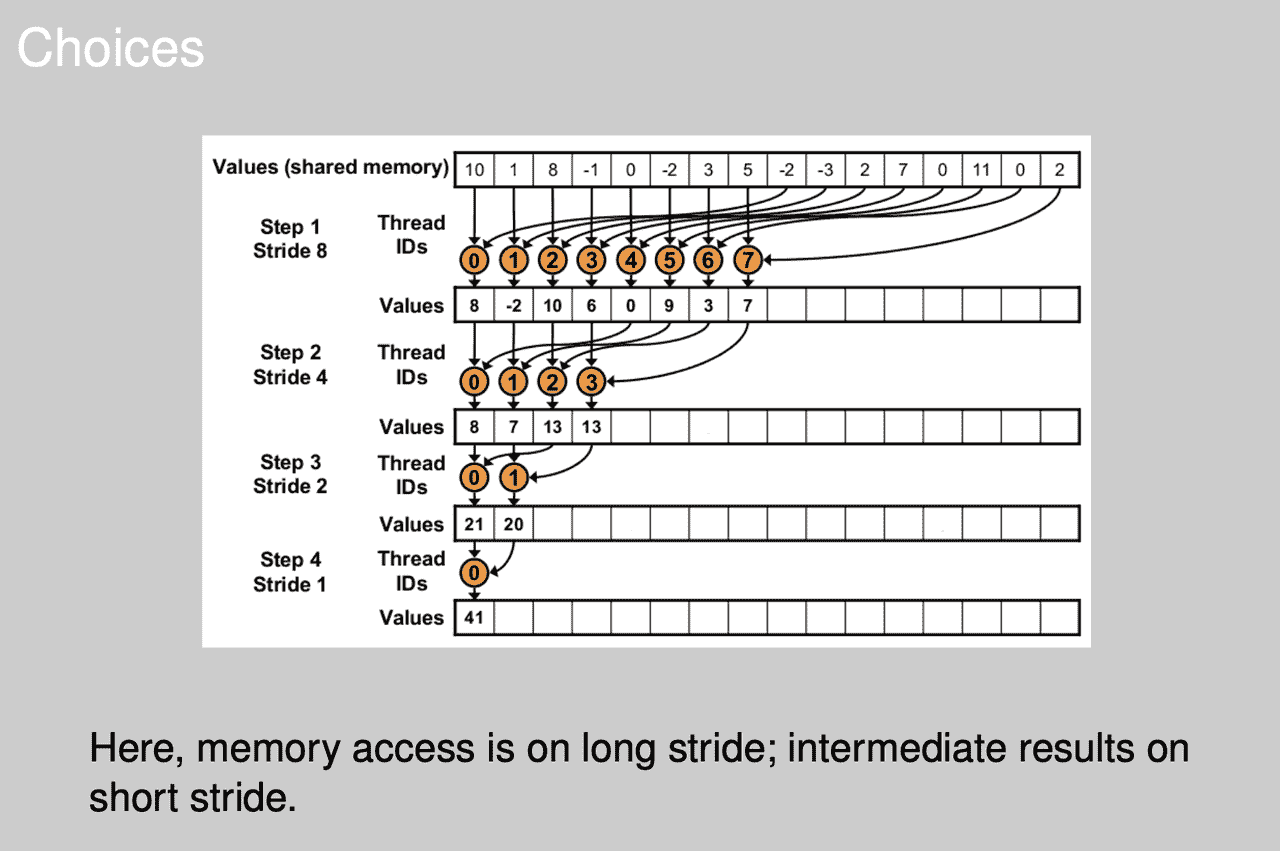 Choices
Values (shared memory) 10 1 8 -1 0 -2 3 5 -2 -3 2 7 0 11 0 2
Step 1 Thread
Stride 8 IDs
0 1 2 3 4 5 6 7
Values 8 -2 10 6 0 9 3 7
Step 2 Thread
Stride 4 IDs
0 1 2 3
Values 8 7 13 13
Step 3 Thread
Stride 2 IDs
0 1
Values 21 20
Step 4 Thread
Stride 1 IDs
0
Values 41
Here, memory access is on long stride; intermediate results on
short stride.